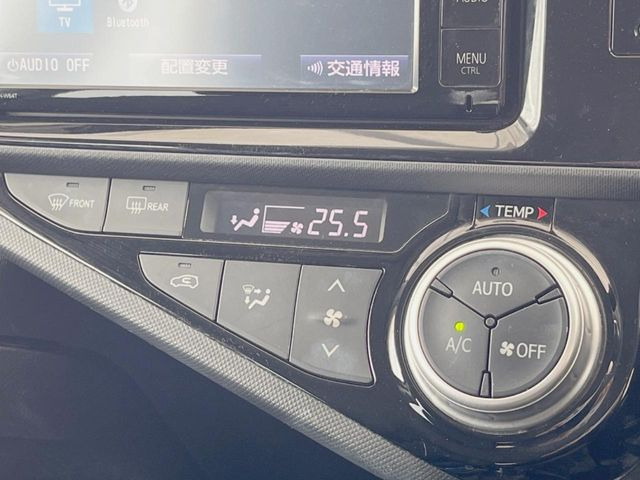 AUDIO
TV
Bluetooth
AUDIO OFF
配置変更
交通情報
MENU
CTRL
FRONT
REAR
25.5
TEMP
AUTO
A/C
OFF